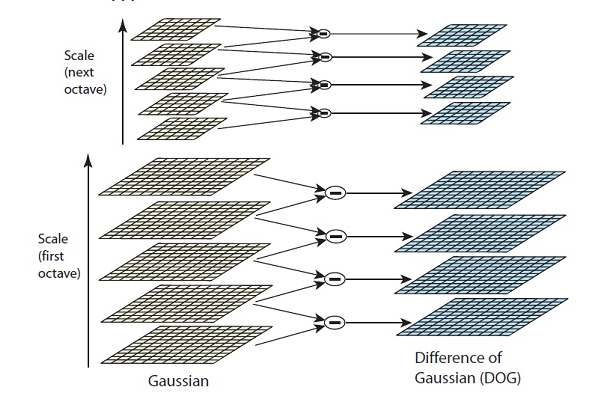 Scale
(next
octave)
Scale
(first
octave)
Gaussian
Difference of
Gaussian (DOG)